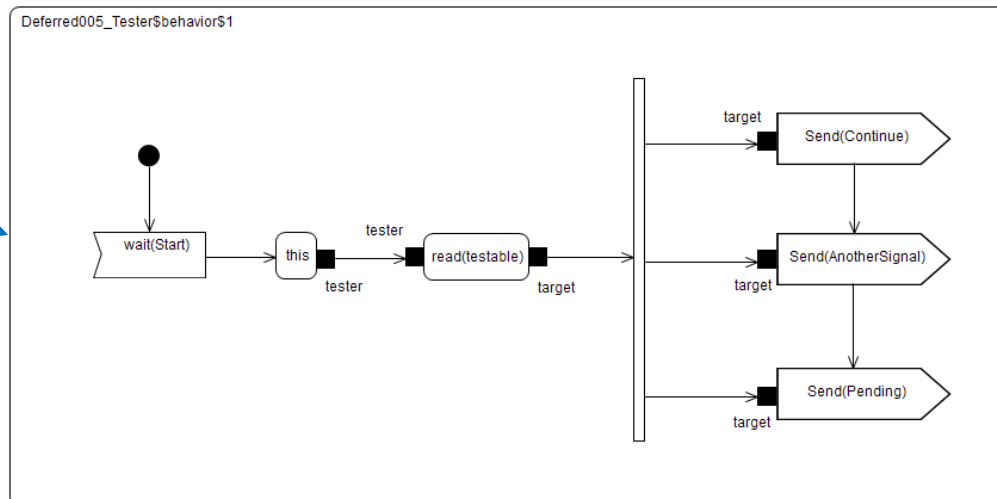 Deferred005_Tester$behavior$1
target
Send(Continue)
wait(Start)
this
tester
tester
read(testable)
target
Send(AnotherSignal)
target
Send(Pending)
target